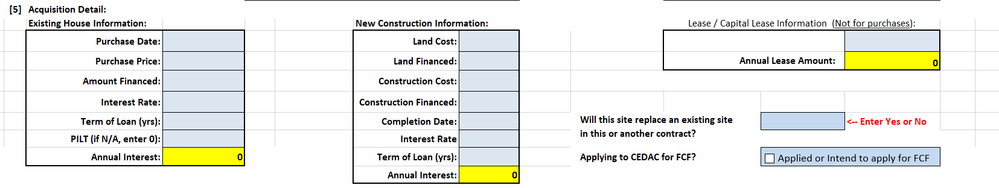 [5] Acquisition Detail:
Existing House Information:
Purchase Date:
Purchase Price:
Amount Financed:
Interest Rate:
Term of Loan (yrs):
PILT (if N/A, enter 0):
Annual Interest: 0
New Construction Information:
Land Cost:
Land Financed:
Construction Cost:
Construction Financed:
Completion Date:
Interest Rate
Term of Loan (yrs):
Annual Interest: 0
Lease / Capital Lease Information (Not for purchases):
Annual Lease Amount: 0
Will this site replace an existing site
in this or another contract?
<-- Enter Yes or No
Applying to CEDAC for FCF?
Applied or Intend to apply for FCF